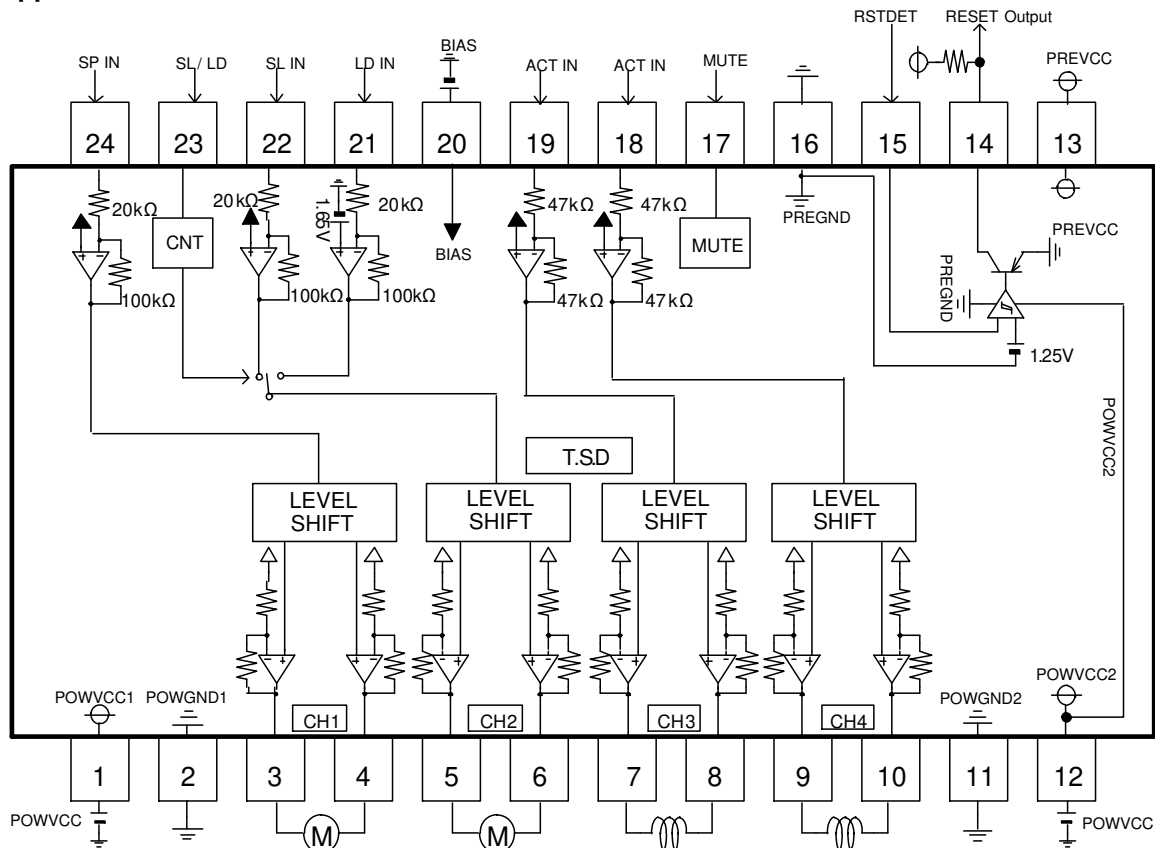 RSTDET RESET Output
BIAS
SP IN SL/ LD SL IN LD IN ACT IN ACT IN MUTE PREVCC
24 23 22 21 20 19 18 17 16 15 14 13
20kΩ 20kΩ 1.65V 20kΩ 47kΩ 47kΩ
CNT BIAS MUTE PREGND PREVCC
100kΩ 100kΩ 100kΩ 47kΩ 47kΩ PREGND
1.25V
POWVCC2
T.S.D
LEVEL SHIFT
LEVEL SHIFT
LEVEL SHIFT
LEVEL SHIFT
+ - + - + - + - + - + - - + + - + - - + + - - + + -
POWVCC1 POWGND1 CH1 CH2 CH3 CH4 POWGND2 POWVCC2
1 2 3 4 5 6 7 8 9 10 11 12
POWVCC M M POWVCC